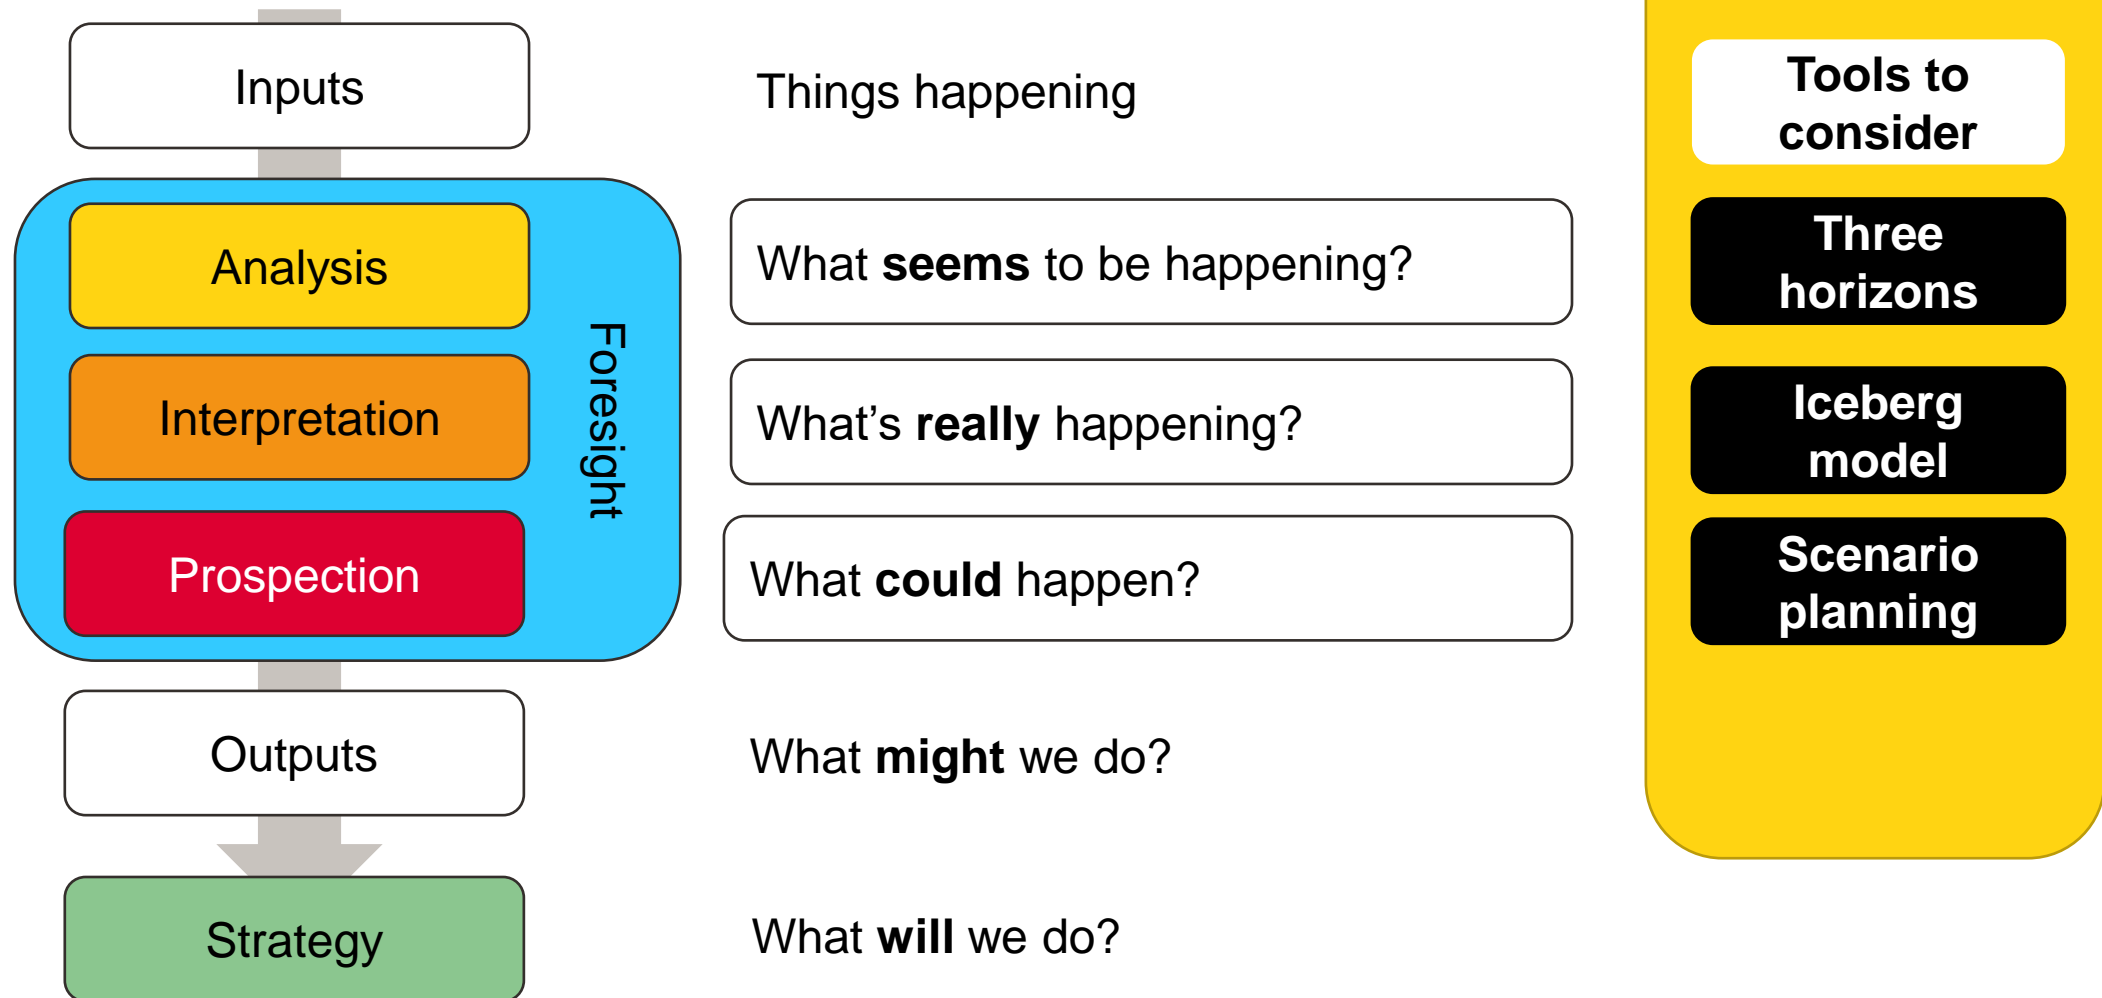 Inputs
Things happening
Tools to
consider
Analysis
What seems to be happening?
Three
horizons
Foresight
Interpretation
What’s really happening?
Iceberg
model
Prospection
What could happen?
Scenario
planning
Outputs
What might we do?
Strategy
What will we do?